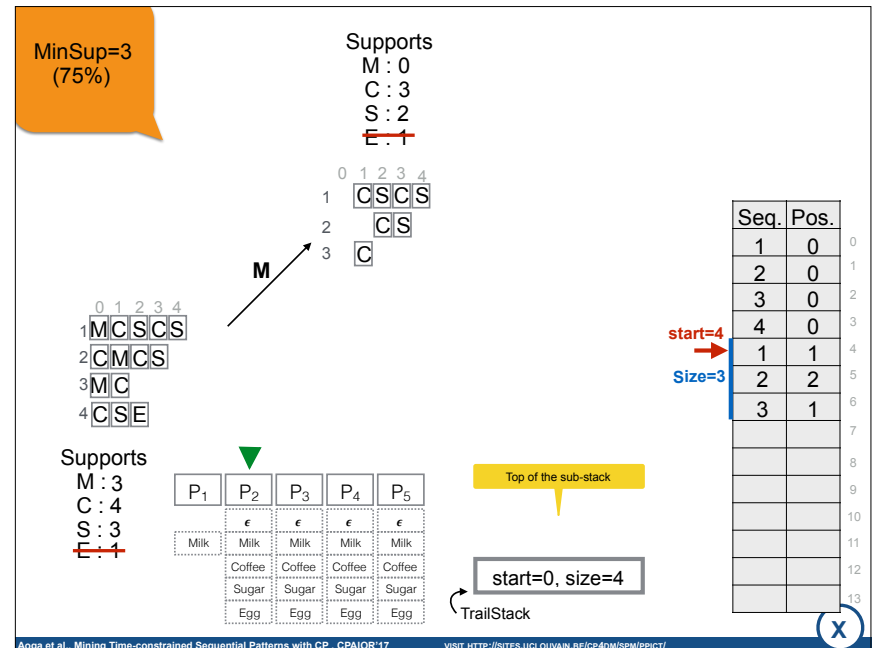 MinSup=3
(75%)
Supports
M : 0
C : 3
S : 2
E : 1
0 1 2 3 4
1 CSCS
2 CS
3 C
M
0 1 2 3 4
1 MCSCS
2 CMCS
3 MC
4 CSE
Supports
M : 3
C : 4
S : 3
E : 1
P1 P2 P3 P4 P5
ϵ ϵ ϵ ϵ
Milk Milk Milk Milk Milk
Coffee Coffee Coffee Coffee
Sugar Sugar Sugar Sugar
Egg Egg Egg Egg
Top of the sub-stack
start=0, size=4
TrailStack
start=4
Size=3
Seq. Pos.
1 0 0
2 0 1
3 0 2
4 0 3
1 1 4
2 2 5
3 1 6
7
8
9
10
11
12
13
X
Aoga et al., Mining Time-constrained Sequential Patterns with CP , CPAIOR'17
VISIT HTTP://SITES.UCLOUVAIN.BE/CP4DM/SPM/PPICT/